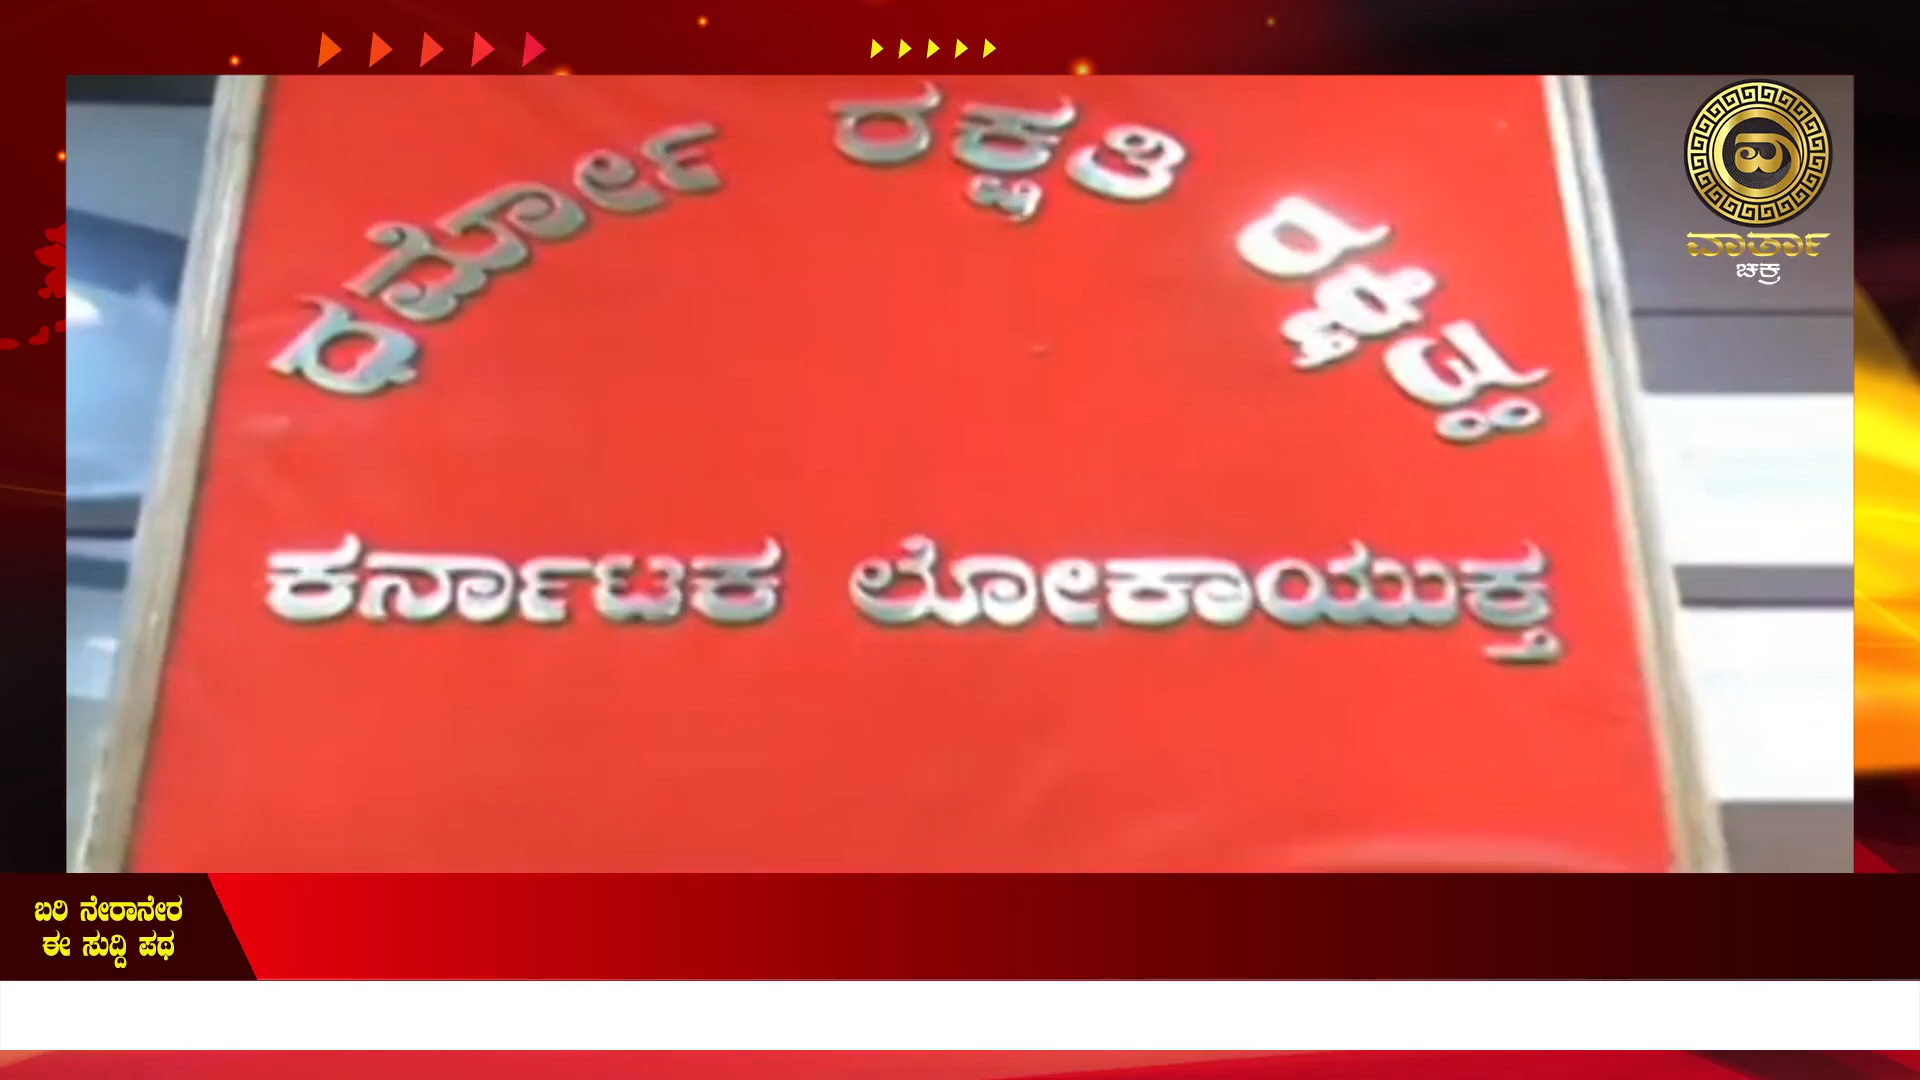 ಧರ್ಮೋ ರಕ್ಷತಿ ರಕ್ಷಿತಃ
ವಾರ್ತಾ
ಚಕ್ರ
ಕರ್ನಾಟಕ ಲೋಕಾಯುಕ್ತ
ಬರಿ ನೇರಾನೇರ
ಈ ಸುದ್ದಿ ಪಥ